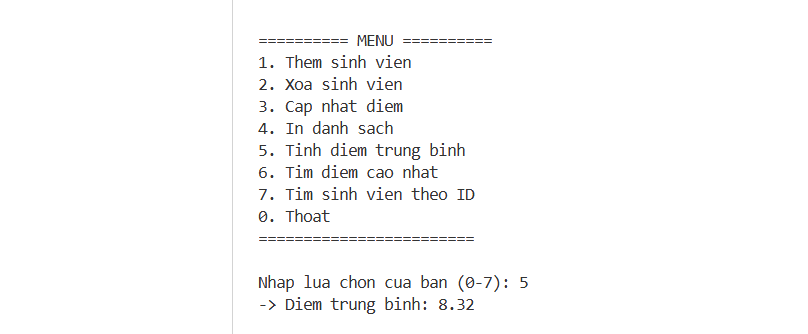 ========== MENU ==========
1. Them sinh vien
2. Xoa sinh vien
3. Cap nhat diem
4. In danh sach
5. Tinh diem trung binh
6. Tim diem cao nhat
7. Tim sinh vien theo ID
0. Thoat
========================
Nhap lua chon cua ban (0-7): 5
-> Diem trung binh: 8.32